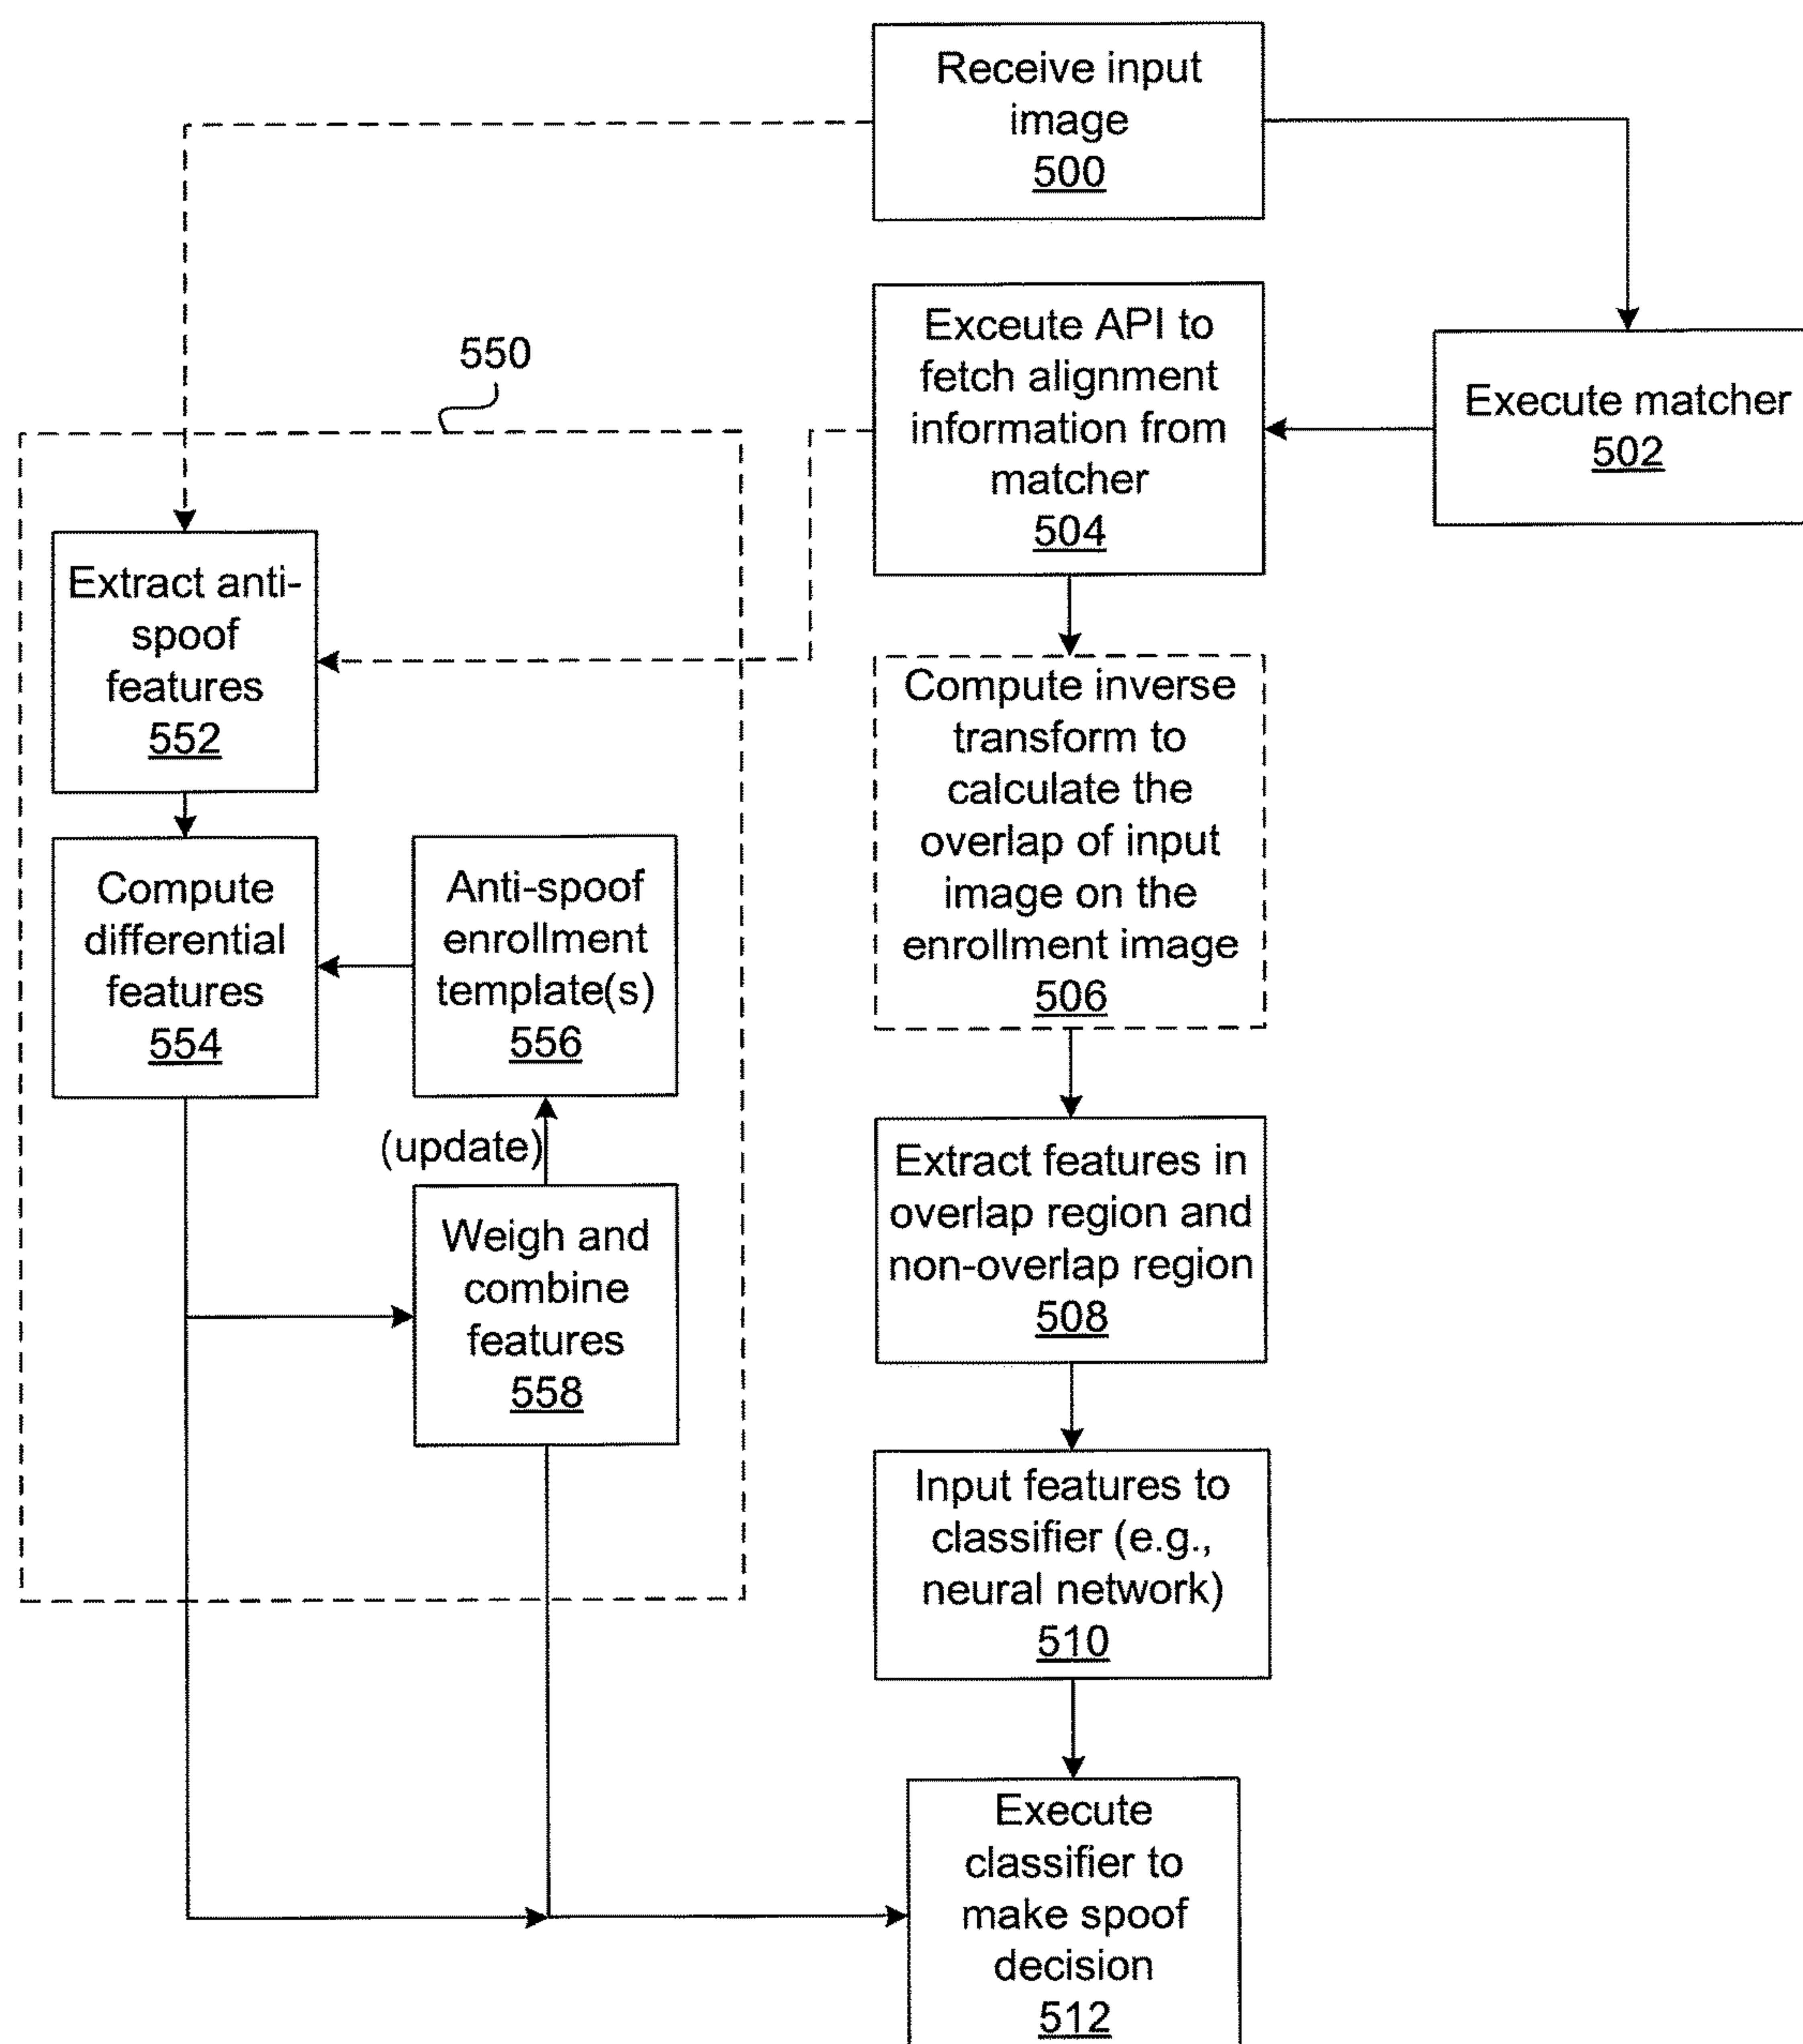 Receive input
image
500
Exceute API to
fetch alignment
information from
matcher
504
Execute matcher
502
550
Extract anti-
spoof
features
552
Compute inverse
transform to
calculate the
overlap of input
image on the
enrollment image
506
Compute
differential
features
554
Anti-spoof
enrollment
template(s)
556
(update)
Weigh and
combine
features
558
Extract features in
overlap region and
non-overlap region
508
Input features to
classifier (e.g.,
neural network)
510
Execute
classifier to
make spoof
decision
512